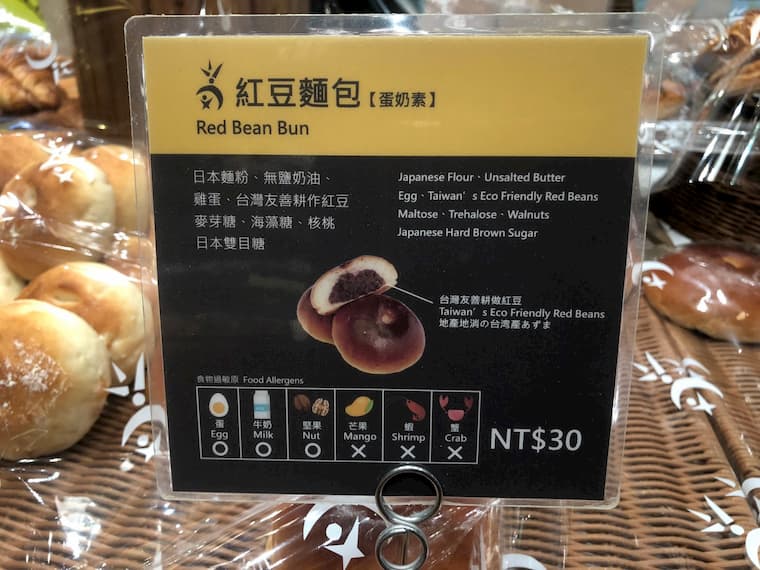 紅豆麵包【蛋奶素】
Red Bean Bun
日本麵粉、無鹽奶油、
雞蛋、台灣友善耕作紅豆
麥芽糖、海藻糖、核桃
日本雙目糖
Japanese Flour、Unsalted Butter
Egg、Taiwan's Eco Friendly Red Beans
Maltose、Trehalose、Walnuts
Japanese Hard Brown Sugar
台灣友善耕做紅豆
Taiwan's Eco Friendly Red Beans
地產地消の台湾産あずま
食物過敏原 Food Allergens
蛋 牛奶 堅果 芒果 蝦 蟹
Egg Milk Nut Mango Shrimp Crab
O O O X X X
NT$30